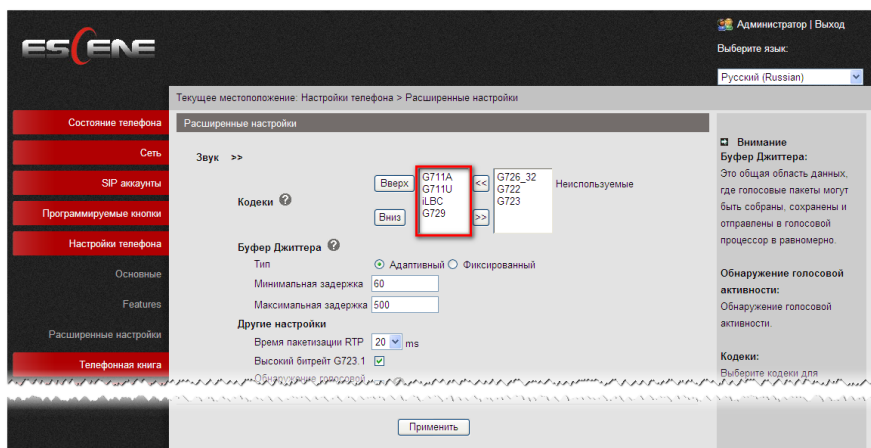 ESCENE
Администратор | Выход
Выберите язык:
Русский (Russian)
Текущее местоположение: Настройки телефона > Расширенные настройки
Состояние телефона
Сеть
SIP аккаунты
Программируемые кнопки
Настройки телефона
Основные
Features
Расширенные настройки
Телефонная книга
Расширенные настройки
Звук >>
Кодеки ?
Вверх
Вниз
G711A
G711U
iLBC
G729
<<
>>
G726_32
G722
G723
Неиспользуемые
Буфер Джиттера ?
Тип Адаптивный Фиксированный
Минимальная задержка 60
Максимальная задержка 500
Другие настройки
Время пакетизации RTP 20 ms
Высокий битрейт G723.1
Обнаружение голосовой
Применить
Внимание
Буфер Джиттера:
Это общая область данных,
где голосовые пакеты могут
быть собраны, сохранены и
отправлены в голосовой
процессор в равномерно.
Обнаружение голосовой
активности:
Обнаружение голосовой
активности.
Кодеки:
Выберите кодеки для